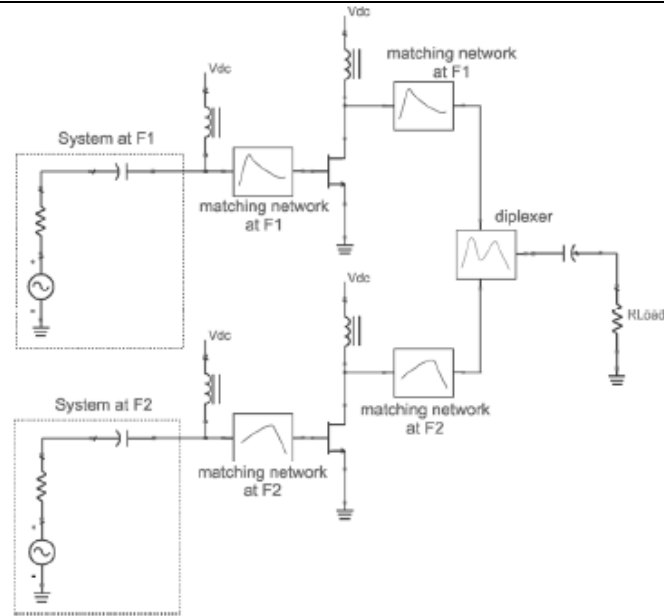 Vdc
matching network
at F1
Vdc
System at F1
matching network
at F1
diplexer
RLoad
Vdc
Vdc
System at F2
matching network
at F2
matching network
at F2